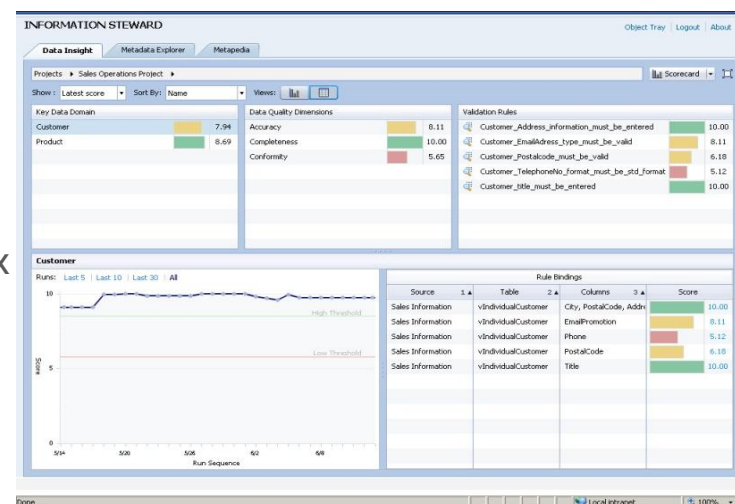 INFORMATION STEWARD
Object Tray | Logout | About
Data Insight Metadata Explorer Metapedia
Projects ▸ Sales Operations Project ▸ Scorecard
Show : Latest score Sort By: Name Views:
Key Data Domain
Customer 7.94
Product 8.69
Data Quality Dimensions
Accuracy 8.11
Completeness 10.00
Conformity 5.65
Validation Rules
Customer_Address_information_must_be_entered 10.00
Customer_EmailAdress_type_must_be_valid 8.11
Customer_Postalcode_must_be_valid 6.18
Customer_TelephoneNo_format_must_be_std_format 5.12
Customer_title_must_be_entered 10.00
x
Customer
Runs: Last 5 | Last 10 | Last 30 | All
10
High Threshold
Low Threshold
Score
5
0
5/14 5/20 5/26 6/2 6/8
Run Sequence
Rule Bindings
Source 1 Table 2 Columns 3 Score
Sales Information vIndividualCustomer City, PostalCode, Addre 10.00
Sales Information vIndividualCustomer EmailPromotion 8.11
Sales Information vIndividualCustomer Phone 5.12
Sales Information vIndividualCustomer PostalCode 6.18
Sales Information vIndividualCustomer Title 10.00
Done Local intranet 100%